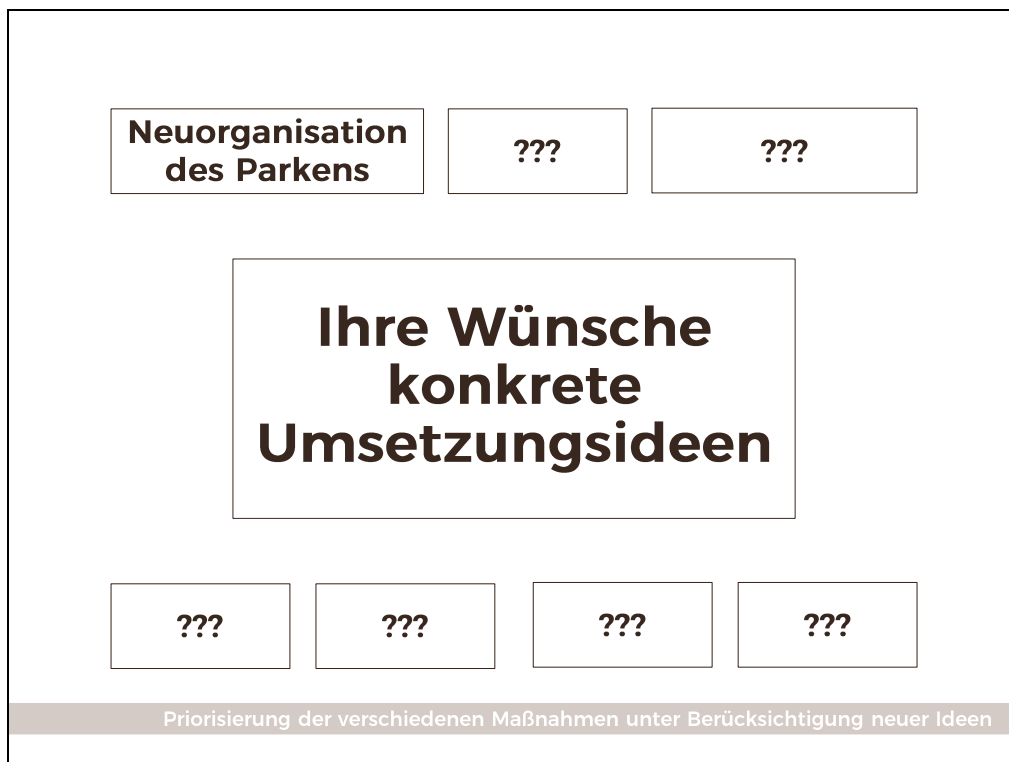 Neuorganisation
des Parkens
???
???
Ihre Wünsche
konkrete
Umsetzungsideen
???
???
???
???
Priorisierung der verschiedenen Maßnahmen unter Berücksichtigung neuer Ideen